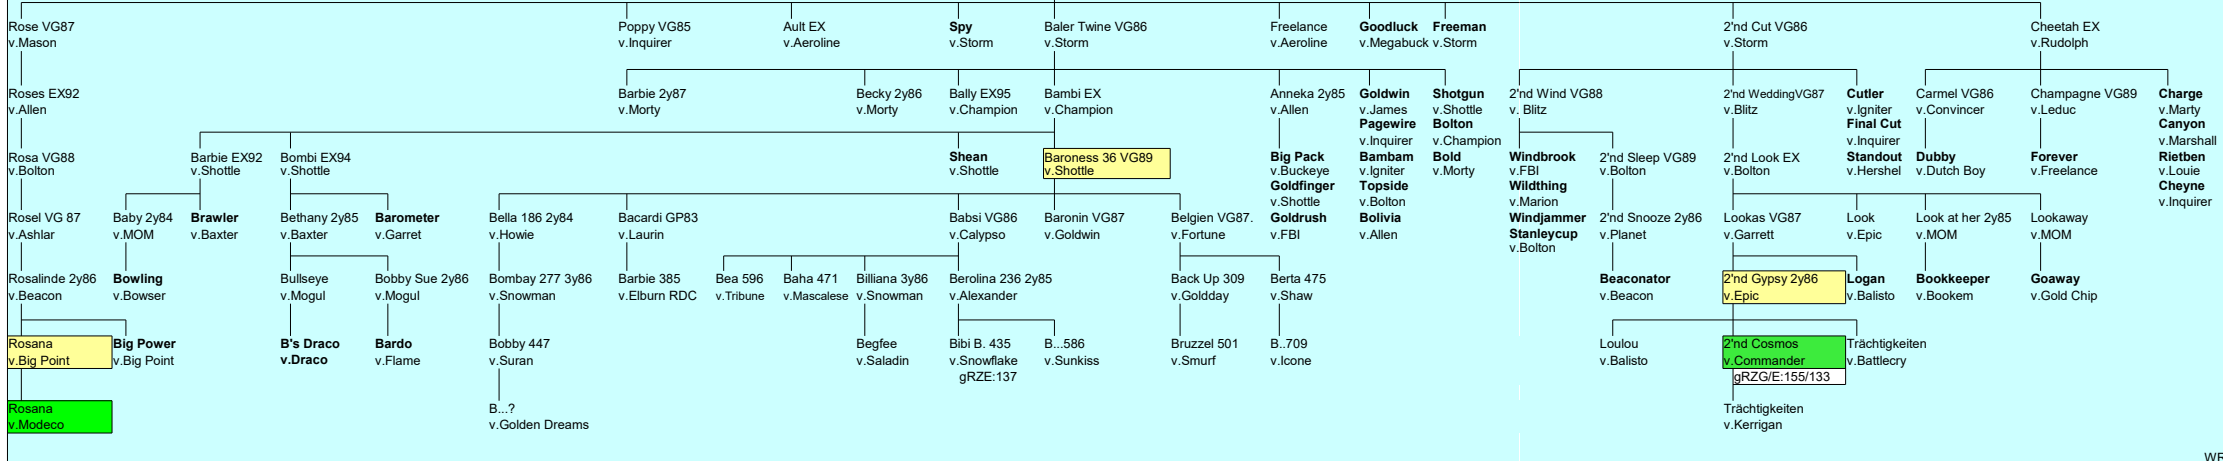 Rose VG87 Poppy VG85 Ault EX Spy Baler Twine VG86 Freelance Goodluck Freeman 2'nd Cut VG86 Cheetah EX
v.Mason v.Inquirer v.Aeroline v.Storm v.Storm v.Aeroline v.Megabuck v.Storm v.Storm v.Rudolph
Roses EX92 Barbie 2y87 Becky 2y86 Bally EX95 Bambi EX Anneka 2y85 Goldwin Shotgun 2'nd Wind VG88 2'nd WeddingVG87 Cutler Carmel VG86 Champagne VG89 Charge
v.Allen v.Morty v.Morty v.Champion v.Champion v.Allen v.James v.Shottle v. Blitz v.Blitz v.Igniter v.Convincer v.Leduc v.Marty
Pagewire Bolton Final Cut Canyon
v.Inquirer v.Champion v.Inquirer v.Marshall
Rosa VG88 Barbie EX92 Bombi EX94 Shean Baroness 36 VG89 Big Pack Bambam Bold Windbrook 2'nd Sleep VG89 2'nd Look EX Standout Dubby Forever Rietben
v.Bolton v.Shottle v.Shottle v.Shottle v.Shottle v.Buckeye v.Igniter v.Morty v.FBI v.Bolton v.Bolton v.Hershel v.Dutch Boy v.Freelance v.Louie
Goldfinger Topside Wildthing Cheyne
v.Shottle v.Bolton v.Marion v.Inquirer
Rosel VG 87 Baby 2y84 Brawler Bethany 2y85 Barometer Bella 186 2y84 Bacardi GP83 Babsi VG86 Baronin VG87 Belgien VG87. Goldrush Bolivia Windjammer 2'nd Snooze 2y86 Lookas VG87 Look Look at her 2y85 Lookaway
v.Ashlar v.MOM v.Baxter v.Baxter v.Garret v.Howie v.Laurin v.Calypso v.Goldwin v.Fortune v.FBI v.Allen Stanleycup v.Planet v.Garrett v.Epic v.MOM v.MOM
v.Bolton
Rosalinde 2y86 Bowling Bullseye Bobby Sue 2y86 Bombay 277 3y86 Barbie 385 Bea 596 Baha 471 Billiana 3y86 Berolina 236 2y85 Back Up 309 Berta 475 Beaconator 2'nd Gypsy 2y86 Logan Bookkeeper Goaway
v.Beacon v.Bowser v.Mogul v.Mogul v.Snowman v.Elburn RDC v.Tribune v.Mascalese v.Snowman v.Alexander v.Goldday v.Shaw v.Beacon v.Epic v.Balisto v.Bookem v.Gold Chip
Rosana Big Power B's Draco Bardo Bobby 447 Begfee Bibi B. 435 B...586 Bruzzel 501 B..709 Loulou 2'nd Cosmos Trächtigkeiten
v.Big Point v.Big Point v.Draco v.Flame v.Suran v.Saladin v.Snowflake v.Sunkiss v.Smurf v.Icone v.Balisto v.Commander v.Battlecry
gRZE:137 gRZG/E:155/133
Rosana B...? Trächtigkeiten
v.Modeco v.Golden Dreams v.Kerrigan
WR